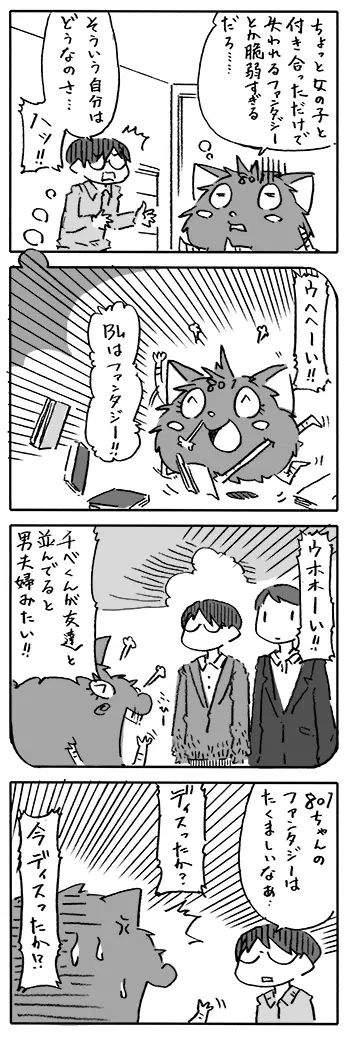 ちょっと女の子と
付き合っただけで
失われるファンタジー
とか脆弱すぎる
だろ……
そういう自分は
どうなのさ…
ハッ!!
801
ウヘヘーい!!
BLはファンタジー!!
801
ウホホーい!!
千べくんが友達と
並んでると
男夫婦みたい!!
801ちゃんの
ファンタジーは
たくましいなぁ…
ディスったか?
今ディスったか!?